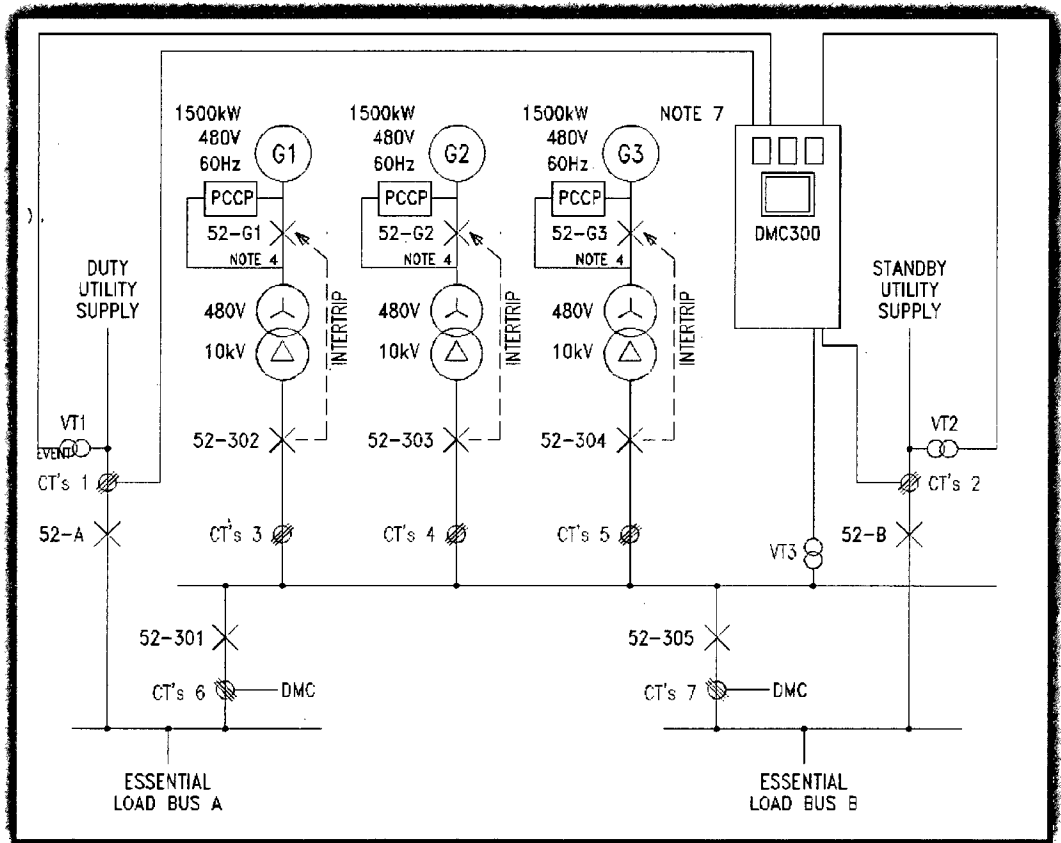 1500kW
480V
60Hz
G1
1500kW
480V
60Hz
G2
1500kW
480V
60Hz
G3
NOTE 7
PCCP
PCCP
PCCP
DMC300
).
52-G1
52-G2
52-G3
NOTE 4
NOTE 4
NOTE 4
DUTY
UTILITY
SUPPLY
STANDBY
UTILITY
SUPPLY
480V
480V
480V
10kV
10kV
10kV
INTERTRIP
INTERTRIP
INTERTRIP
VT1
VT2
EVENT
52-302
52-303
52-304
CT's 1
CT's 2
52-A
CT's 3
CT's 4
CT's 5
VT3
52-B
52-301
52-305
CT's 6
DMC
CT's 7
DMC
ESSENTIAL
LOAD BUS A
ESSENTIAL
LOAD BUS B